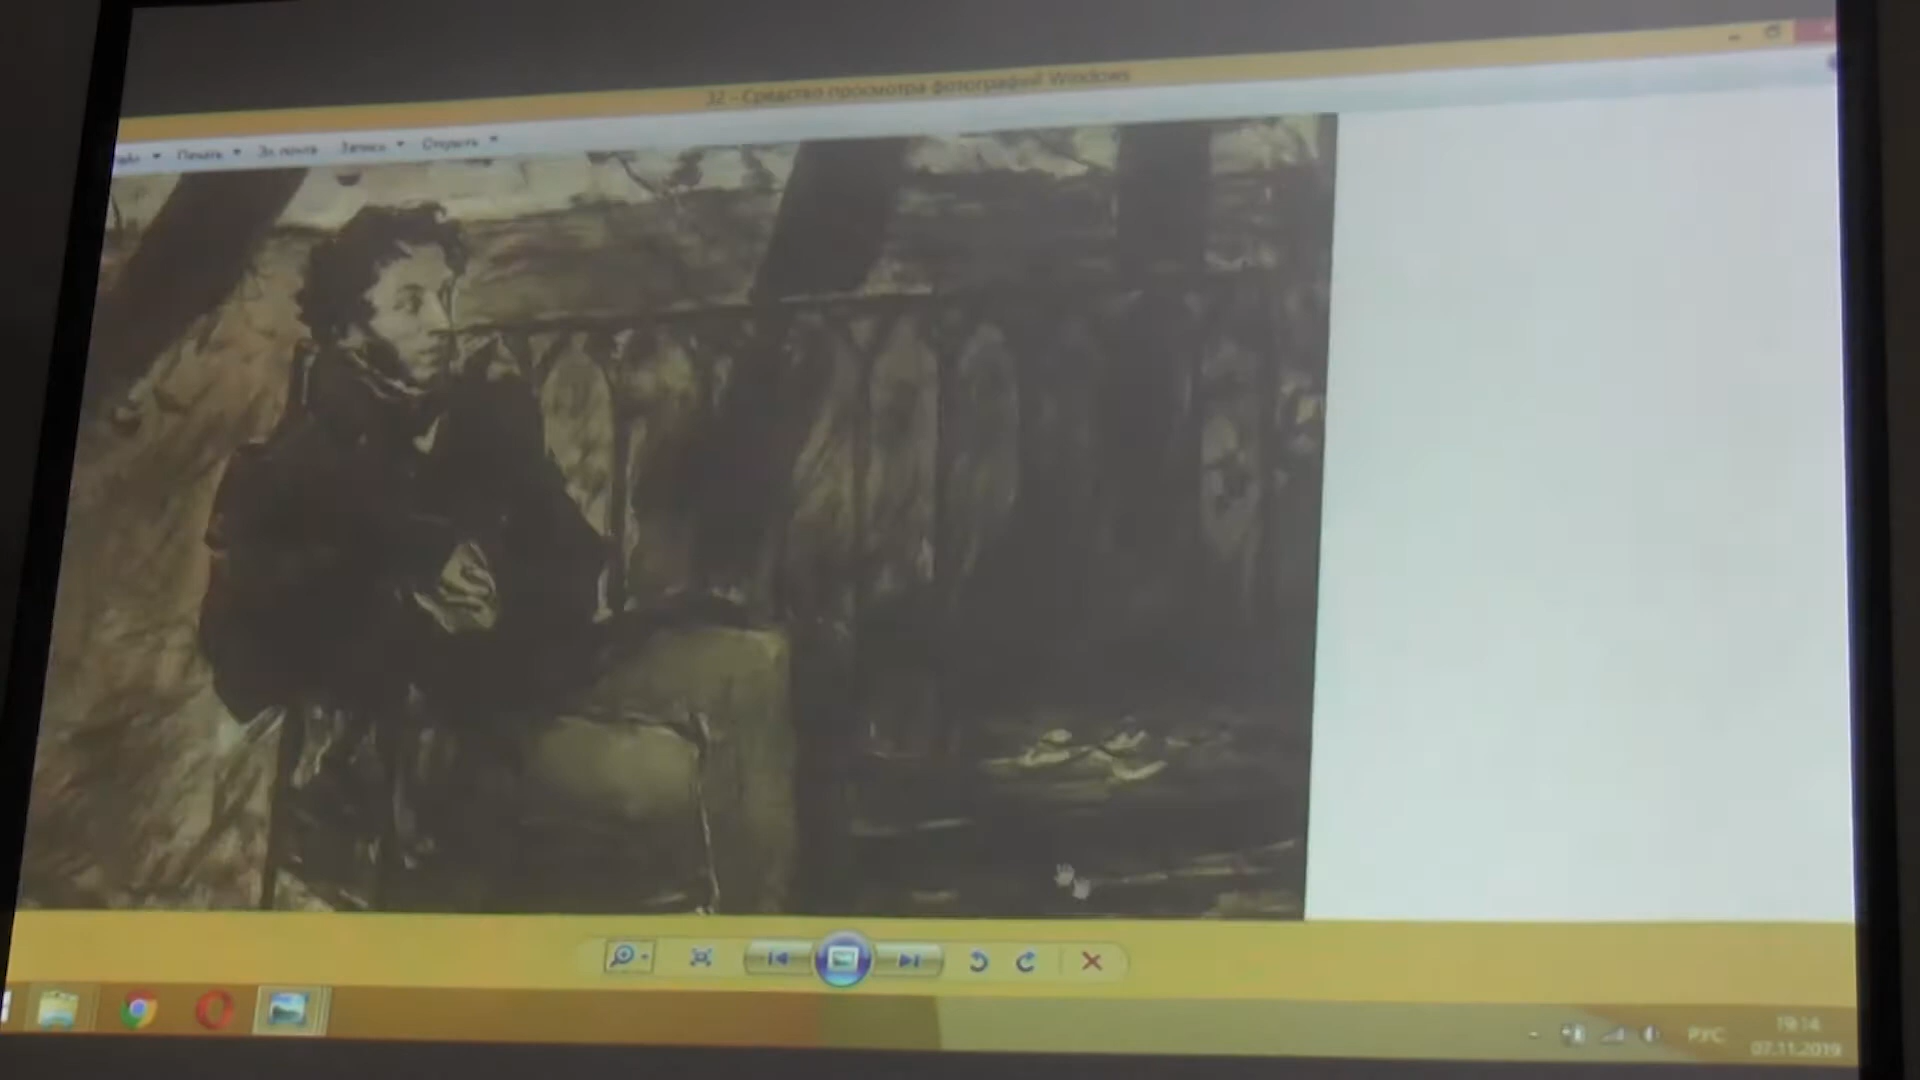 32 - Средство просмотра фотографий Windows
Печать Эл. почта Запись Открыть
РУС
19:14
07.11.2019